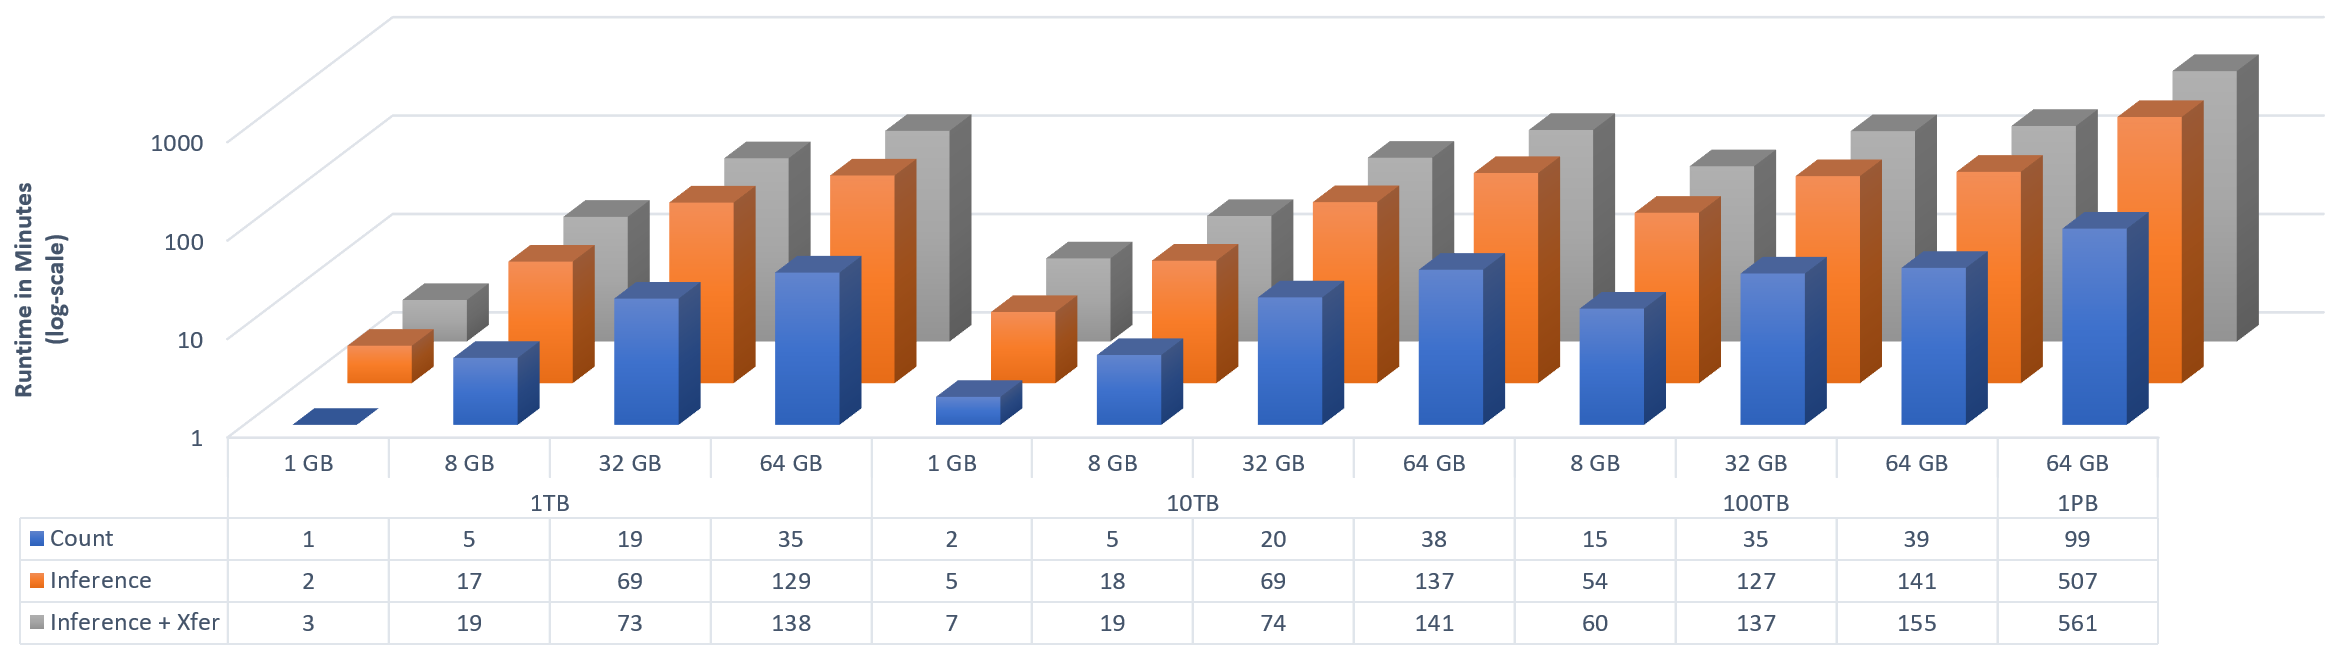 Runtime in Minutes
(log-scale)
1000
100
10
1
1 GB 8 GB 32 GB 64 GB 1 GB 8 GB 32 GB 64 GB 8 GB 32 GB 64 GB 64 GB
1TB 10TB 100TB 1PB
Count 1 5 19 35 2 5 20 38 15 35 39 99
Inference 2 17 69 129 5 18 69 137 54 127 141 507
Inference + Xfer 3 19 73 138 7 19 74 141 60 137 155 561